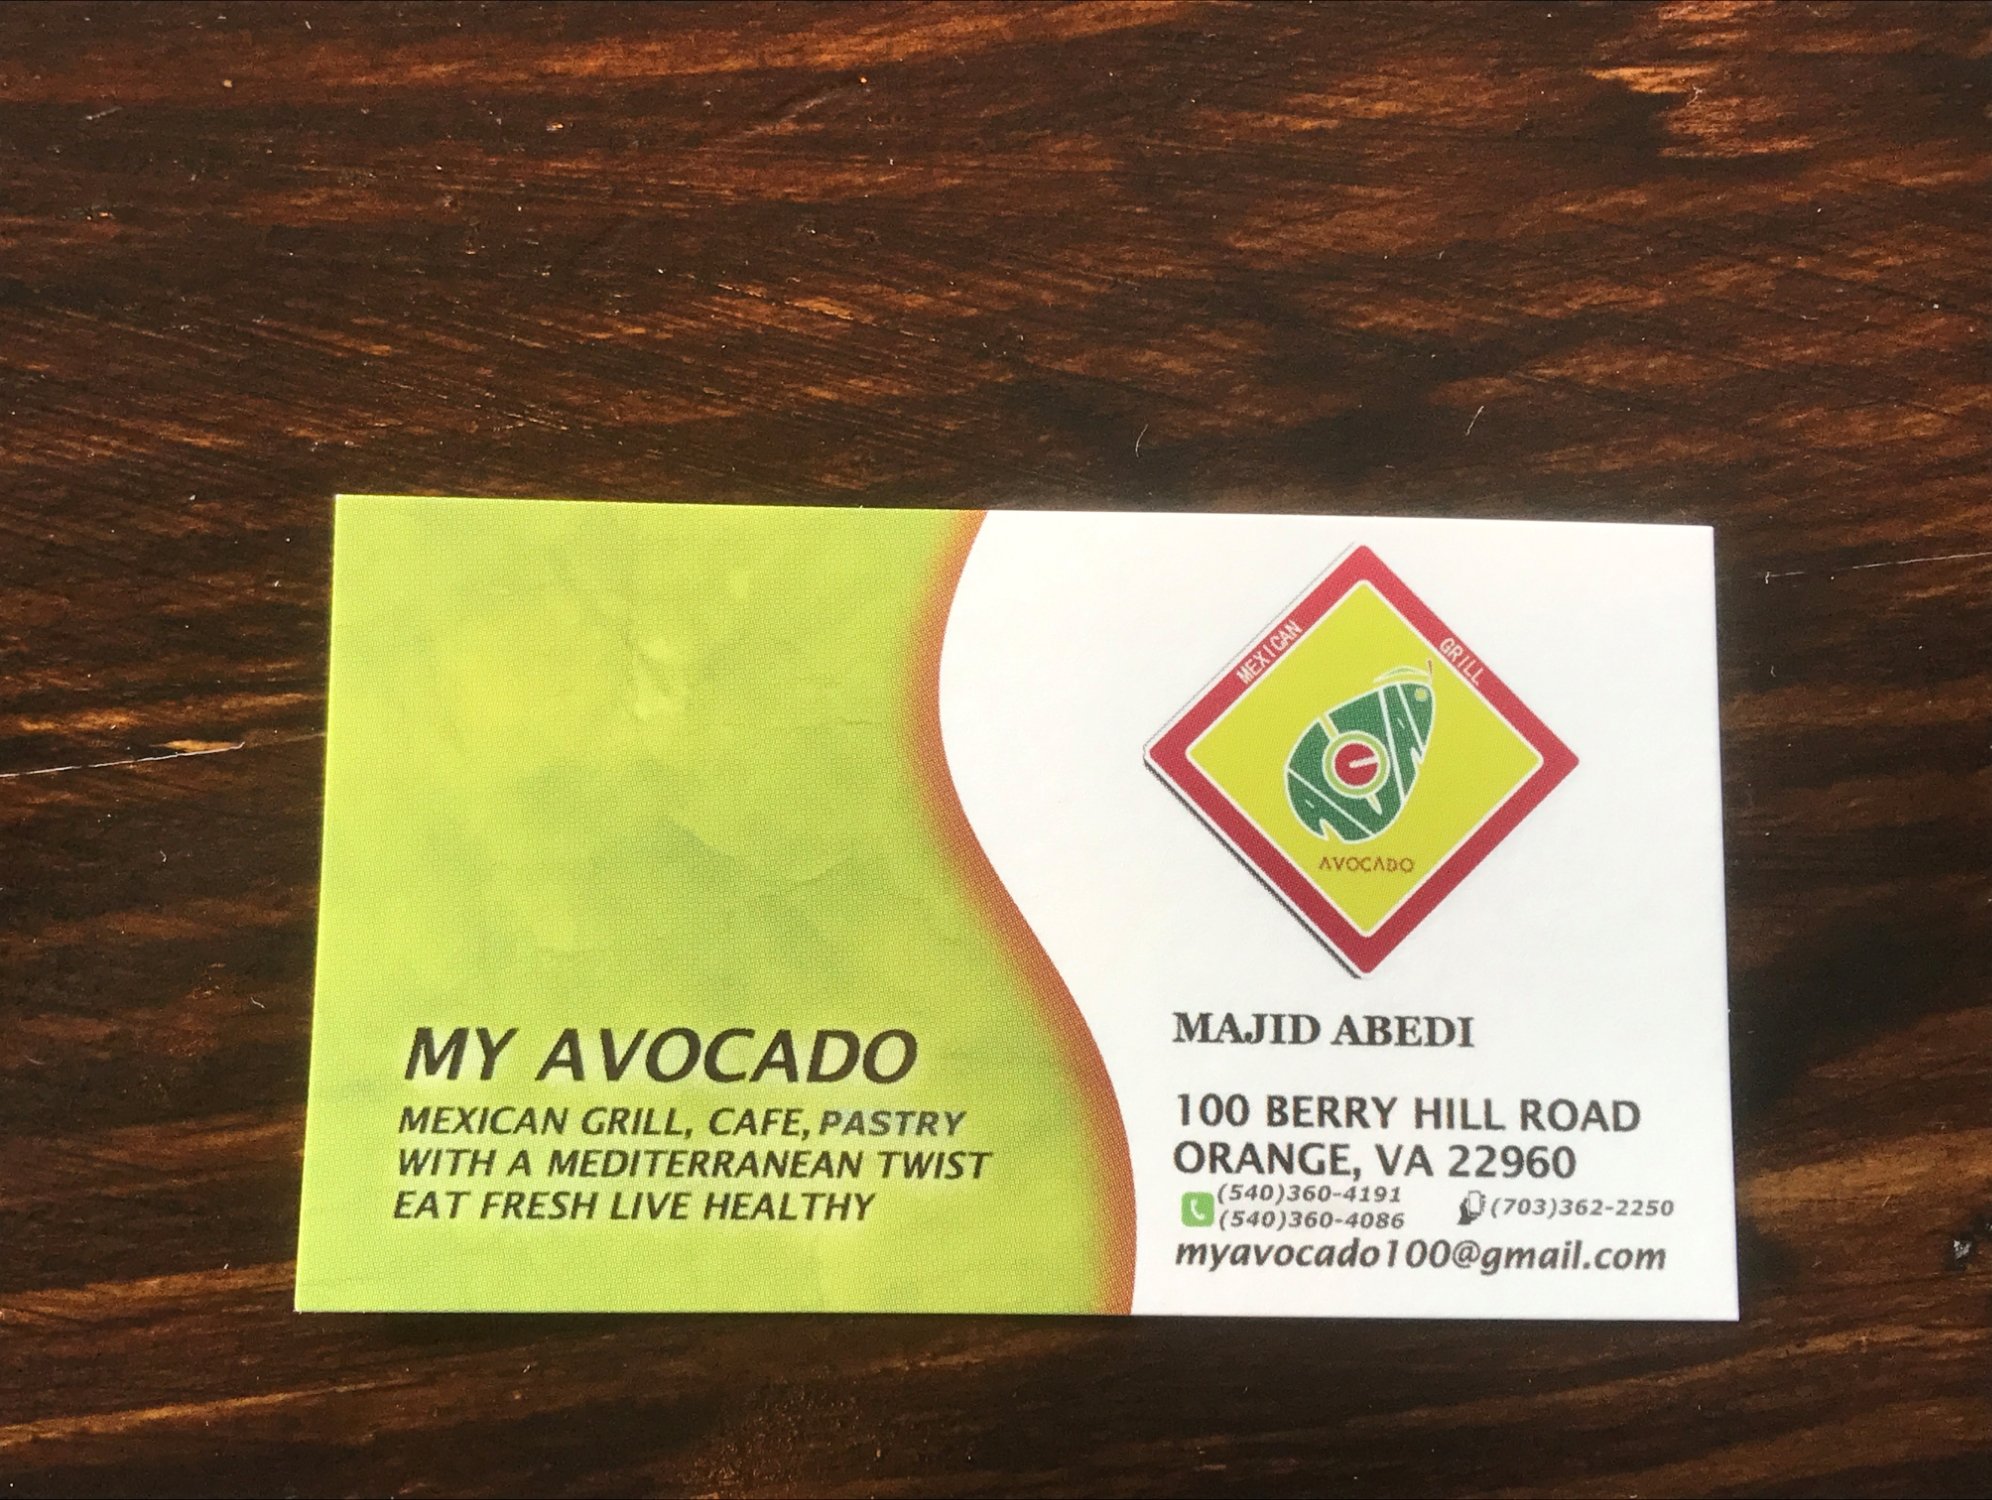 MY AVOCADO
MEXICAN GRILL, CAFE, PASTRY
WITH A MEDITERRANEAN TWIST
EAT FRESH LIVE HEALTHY
MEXICAN GRILL
AVOCADO
MAJID ABEDI
100 BERRY HILL ROAD
ORANGE, VA 22960
(540)360-4191
(540)360-4086
(703)362-2250
myavocado100@gmail.com